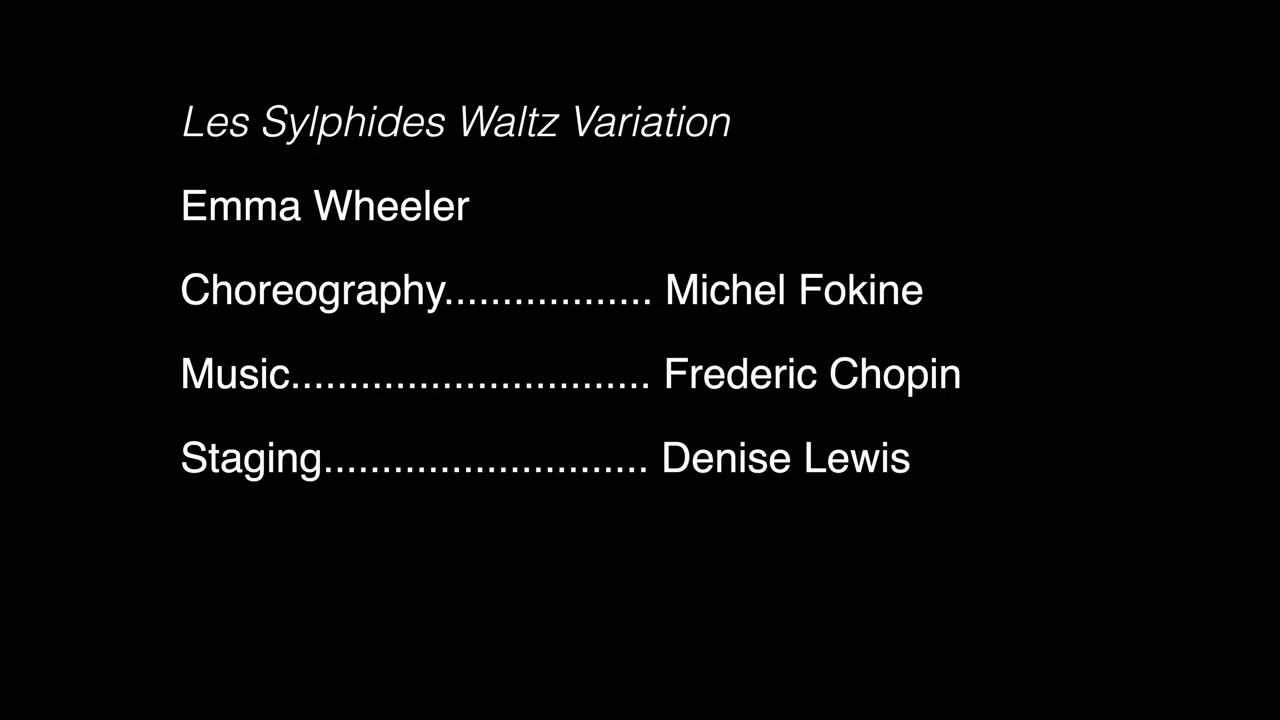 Les Sylphides Waltz Variation
Emma Wheeler
Choreography.................. Michel Fokine
Music............................... Frederic Chopin
Staging............................ Denise Lewis